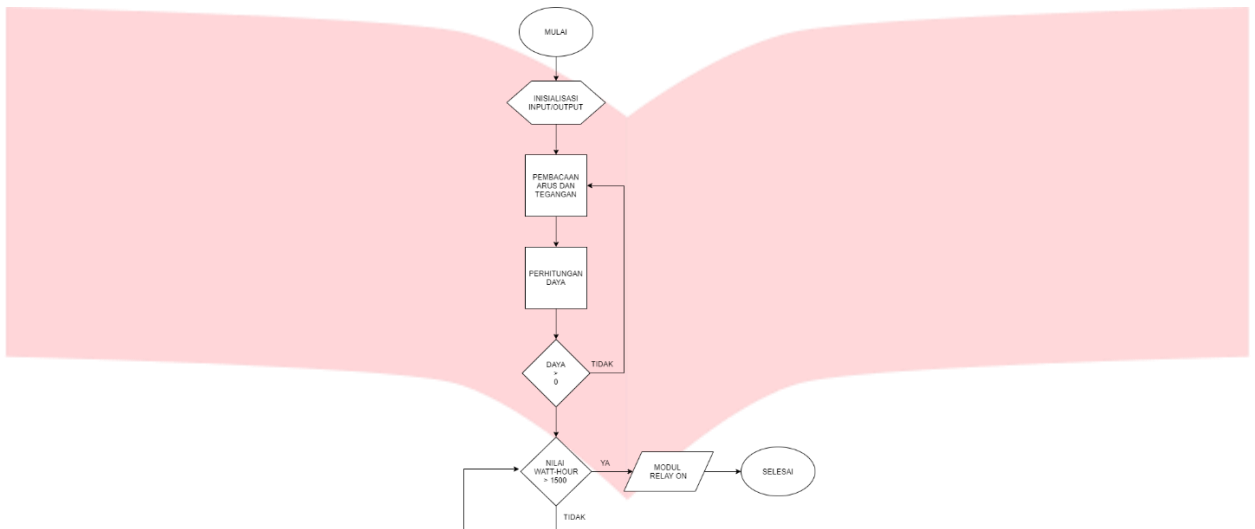 MULAI
INISIALISASI
INPUT/OUTPUT
PEMBACAAN
ARUS DAN
TEGANGAN
PERHITUNGAN
DAYA
DAYA
>
0
TIDAK
NILAI
WATT-HOUR
> 1500
YA
MODUL
RELAY ON
SELESAI
TIDAK